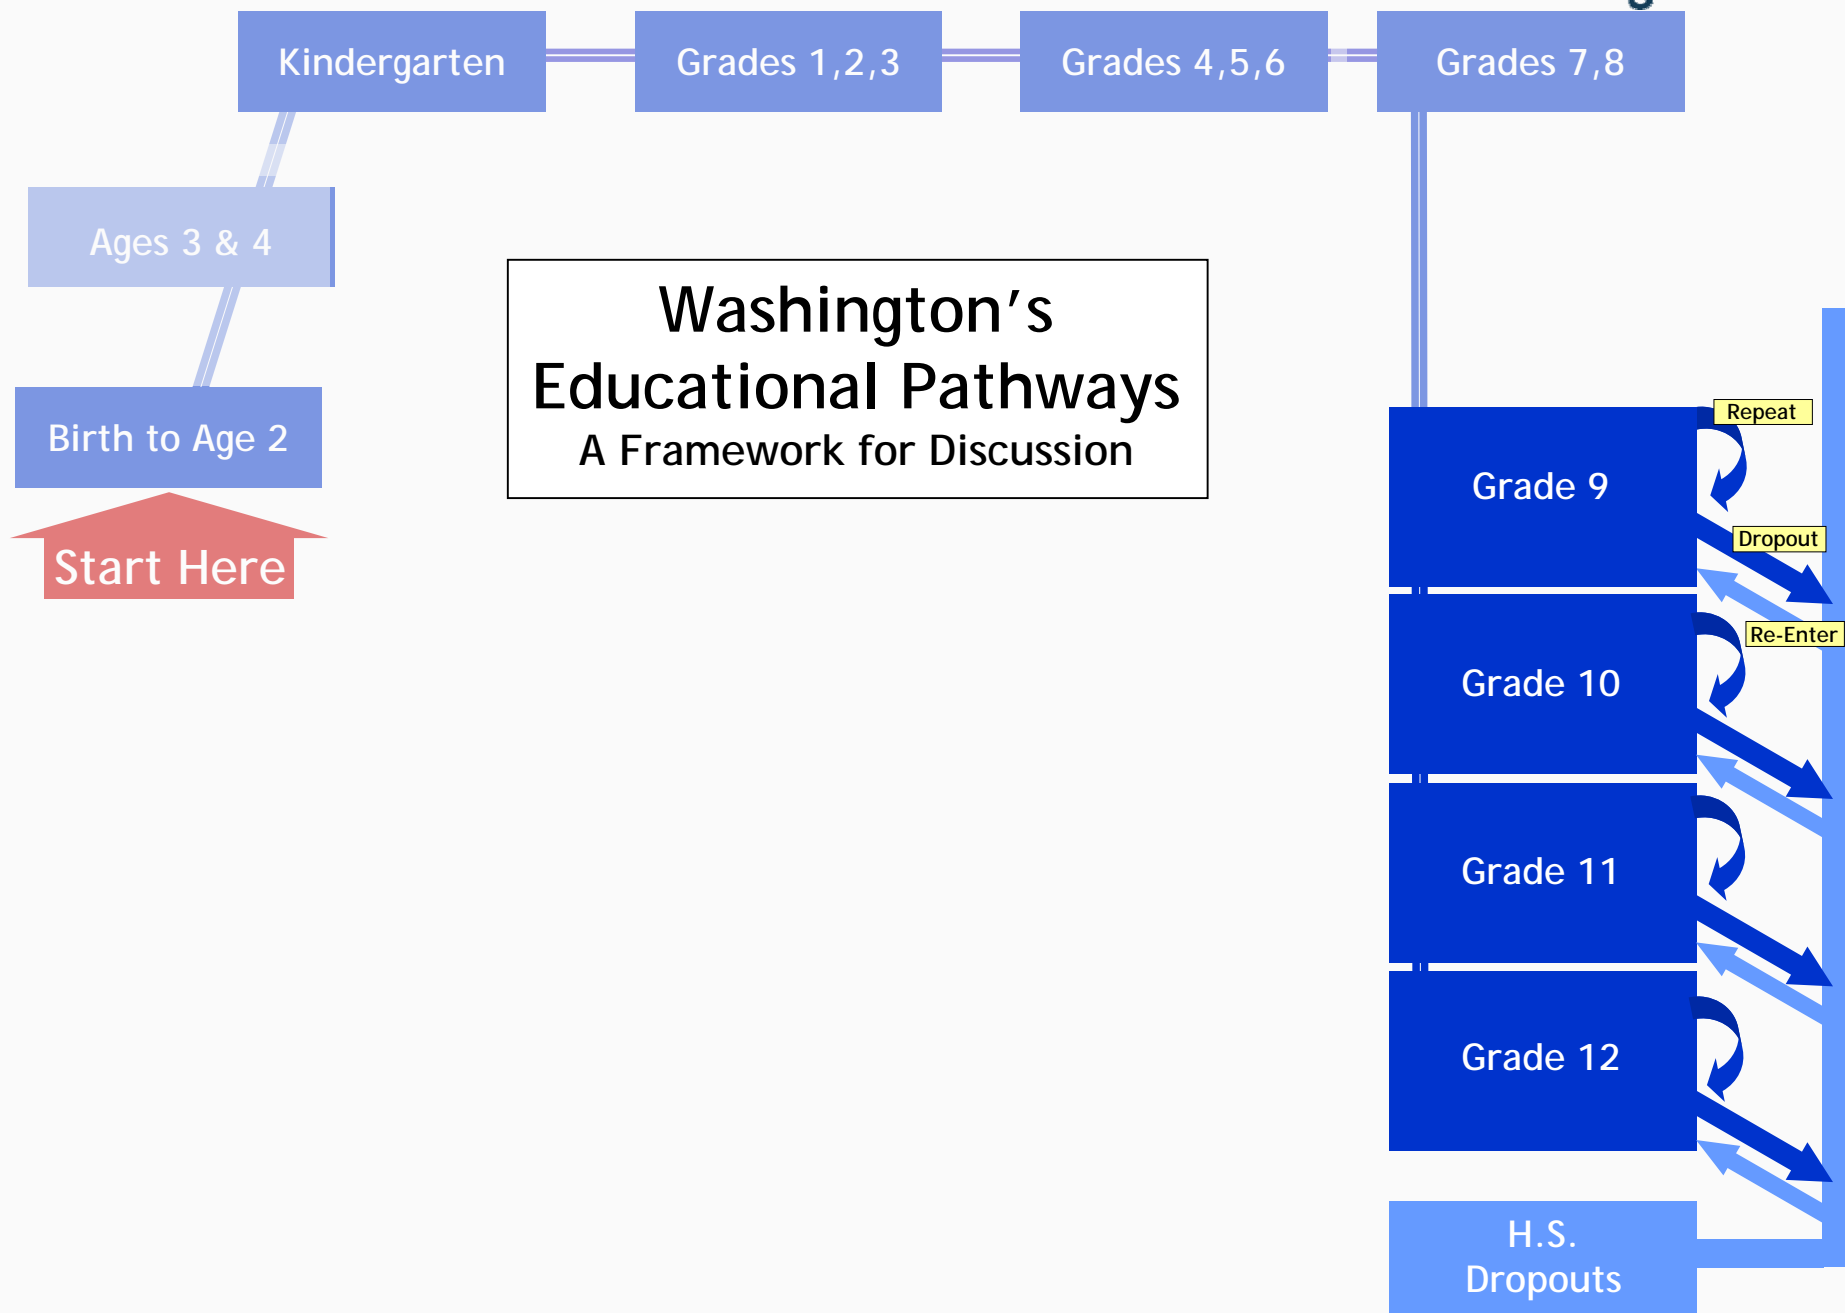 Kindergarten
Grades 1,2,3
Grades 4,5,6
Grades 7,8
Ages 3 & 4
Washington's
Educational Pathways
A Framework for Discussion
Birth to Age 2
Start Here
Repeat
Grade 9
Dropout
Re-Enter
Grade 10
Grade 11
Grade 12
H.S.
Dropouts